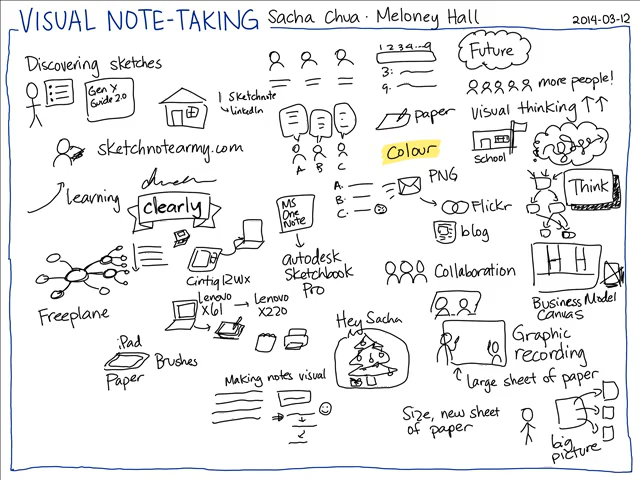 VISUAL NOTE-TAKING Sacha Chua · Meloney Hall 2014-03-12
Discovering sketches
Gen X
Guide 2.0
1 Sketchnote
LinkedIn
sketchnotearmy.com
Learning
clearly
Freeplane
Cintiq 12WX
Lenovo
X61
Lenovo
X220
iPad
Paper
Brushes
Making notes visual
1234...9
3:
9.
A B C
A.
B.
C.
MS
One
Note
autodesk
Sketchbook
Pro
Hey Sacha
Paper
Colour
PNG
Flickr
blog
Collaboration
Graphic
recording
large sheet of paper
Size, new sheet
of paper
big
picture
Future
more people!
Visual thinking ↑↑
school
Think
Business Model
Canvas